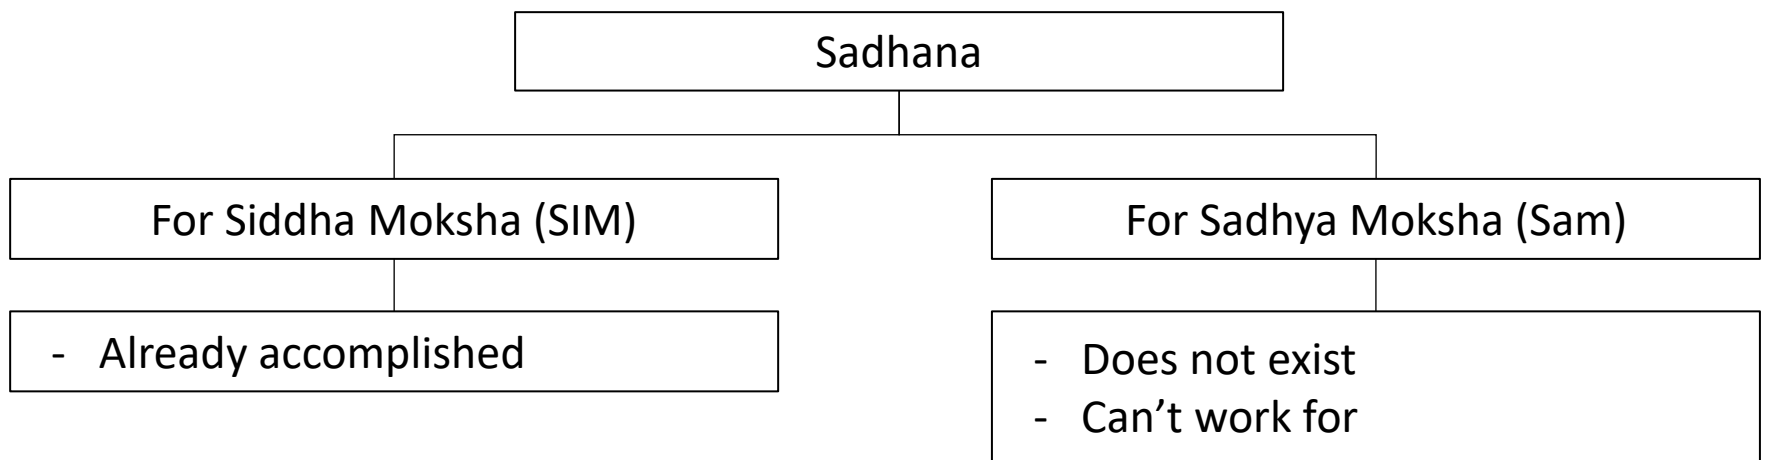 Sadhana
For Siddha Moksha (SIM)
For Sadhya Moksha (Sam)
- Already accomplished
- Does not exist
- Can’t work for